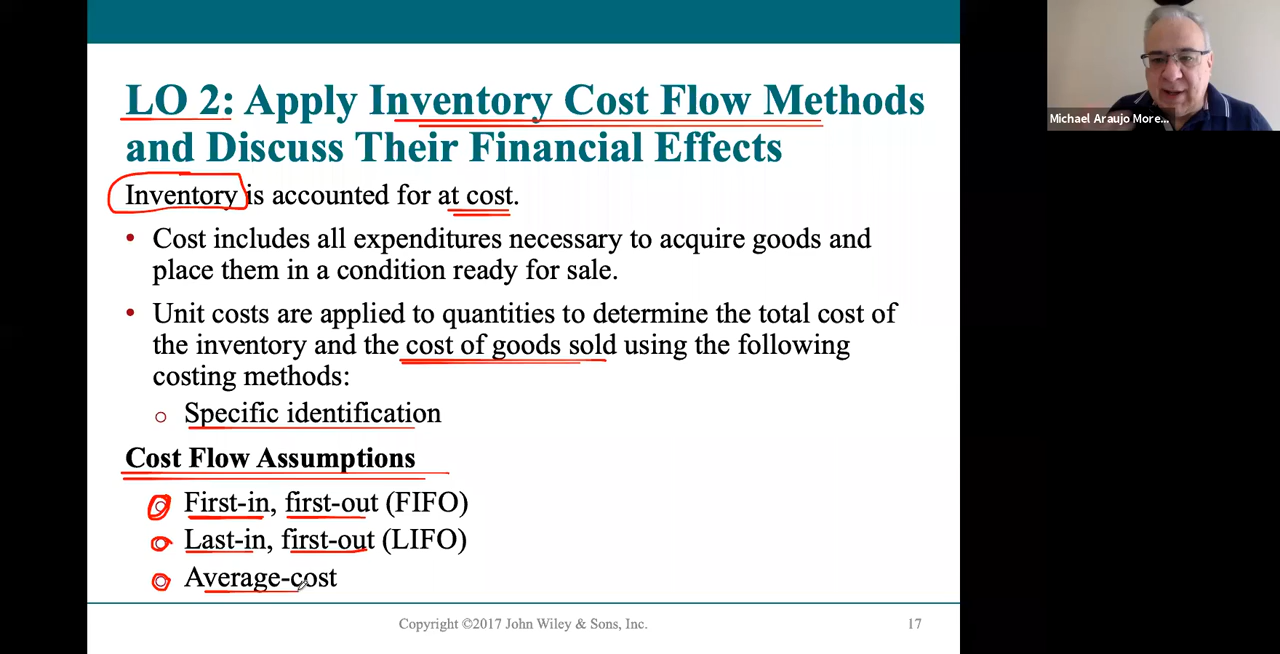 LO 2: Apply Inventory Cost Flow Methods
and Discuss Their Financial Effects
Inventory is accounted for at cost.
• Cost includes all expenditures necessary to acquire goods and
place them in a condition ready for sale.
• Unit costs are applied to quantities to determine the total cost of
the inventory and the cost of goods sold using the following
costing methods:
○ Specific identification
Cost Flow Assumptions
○ First-in, first-out (FIFO)
○ Last-in, first-out (LIFO)
○ Average-cost
Copyright ©2017 John Wiley & Sons, Inc.
17
Michael Araujo More...